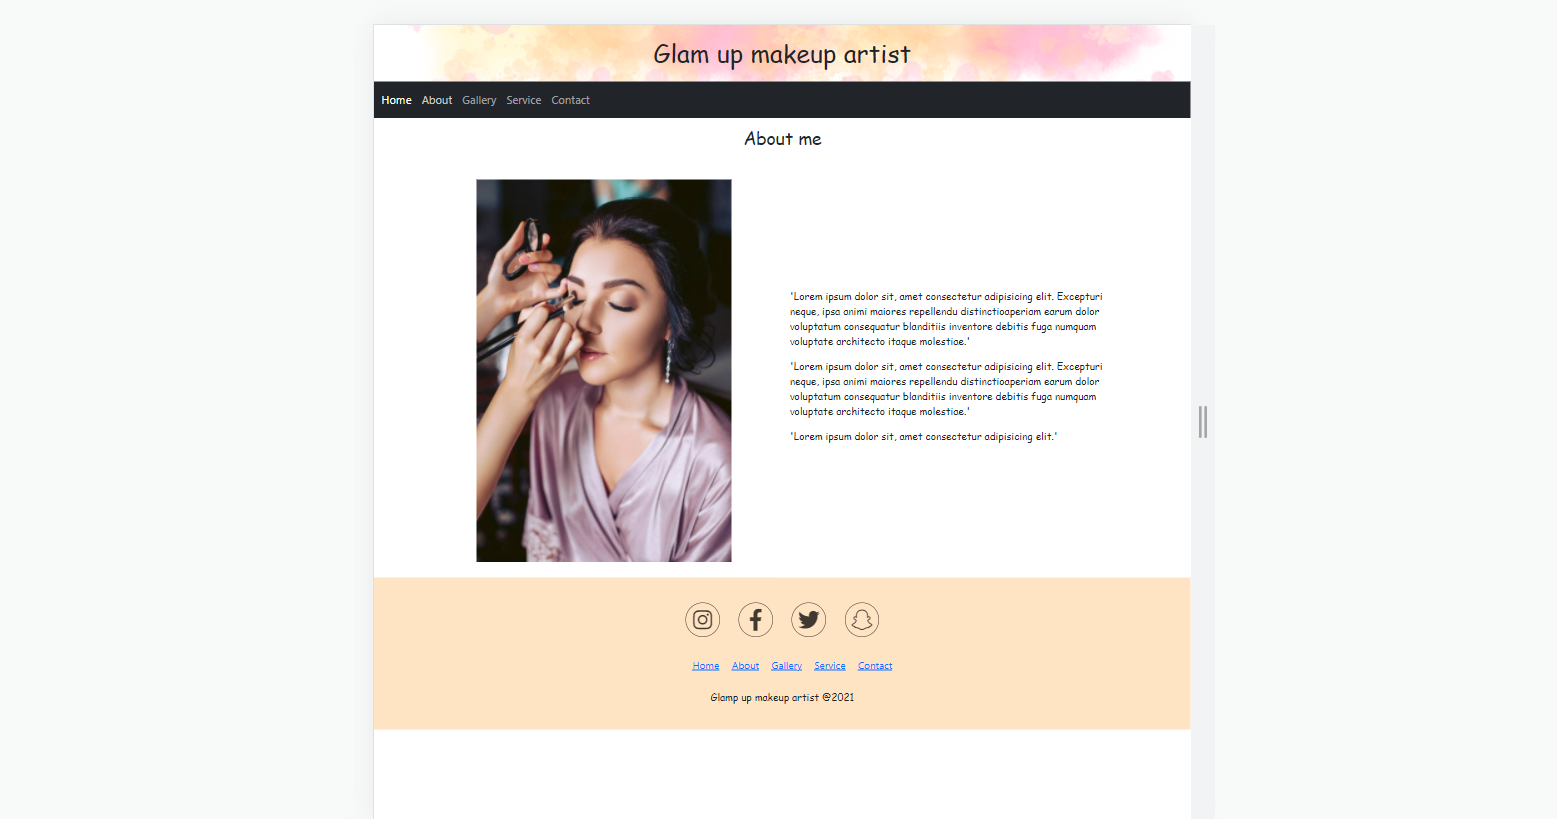 Glam up makeup artist
Home About Gallery Service Contact
About me
'Lorem ipsum dolor sit, amet consectetur adipisicing elit. Excepturi
neque, ipsa animi maiores repellendu distinctioaperiam earum dolor
voluptatum consequatur blanditiis inventore debitis fuga numquam
voluptate architecto itaque molestiae.'
'Lorem ipsum dolor sit, amet consectetur adipisicing elit. Excepturi
neque, ipsa animi maiores repellendu distinctioaperiam earum dolor
voluptatum consequatur blanditiis inventore debitis fuga numquam
voluptate architecto itaque molestiae.'
'Lorem ipsum dolor sit, amet consectetur adipisicing elit.'
Home About Gallery Service Contact
Glamp up makeup artist @2021